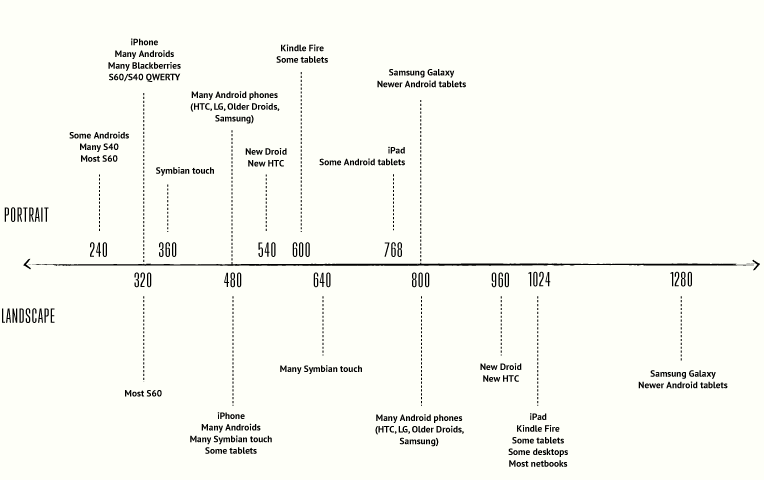 iPhone
Many Androids
Many Blackberries
S60/S40 QWERTY
Kindle Fire
Some tablets
Samsung Galaxy
Newer Android tablets
Many Android phones
(HTC, LG, Older Droids,
Samsung)
Some Androids
Many S40
Most S60
Symbian touch
New Droid
New HTC
iPad
Some Android tablets
PORTRAIT
240
360
540
600
768
320
480
640
800
960
1024
1280
LANDSCAPE
Most S60
iPhone
Many Androids
Many Symbian touch
Some tablets
Many Symbian touch
Many Android phones
(HTC, LG, Older Droids,
Samsung)
New Droid
New HTC
iPad
Kindle Fire
Some tablets
Some desktops
Most netbooks
Samsung Galaxy
Newer Android tablets